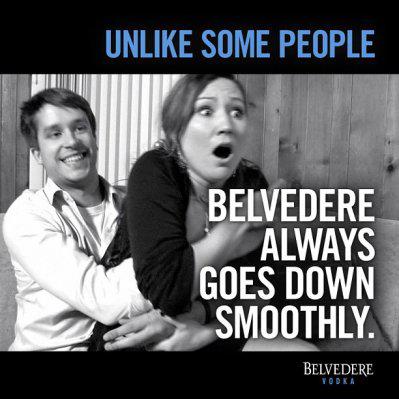 UNLIKE SOME PEOPLE
BELVEDERE
ALWAYS
GOES DOWN
SMOOTHLY.
BELVEDERE
VODKA